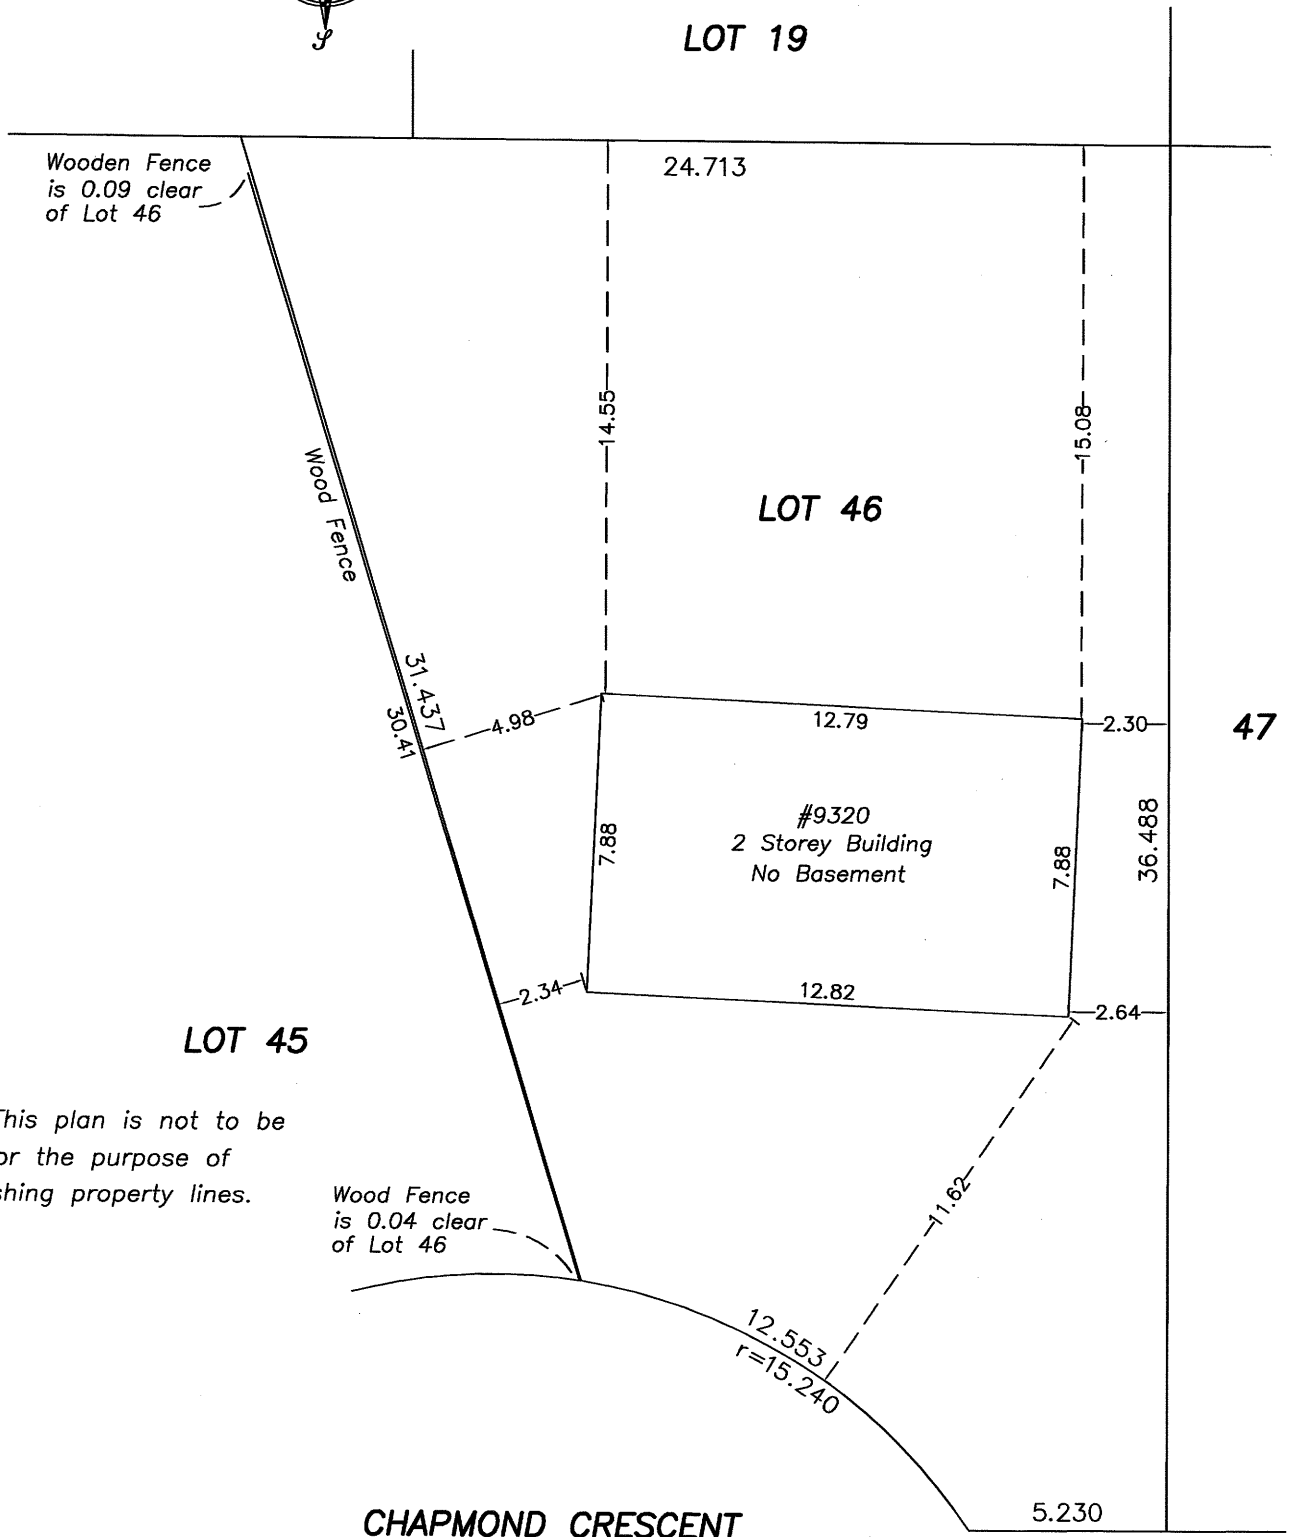 S
LOT 19
Wooden Fence
is 0.09 clear
of Lot 46
24.713
14.55
15.08
Wood Fence
LOT 46
31.437
30.41
4.98
12.79
2.30
47
#9320
2 Storey Building
No Basement
7.88
7.88
36.488
2.34
12.82
2.64
LOT 45
This plan is not to be
or the purpose of
shing property lines.
Wood Fence
is 0.04 clear
of Lot 46
11.62
12.553
r=15.240
5.230
CHAPMOND CRESCENT